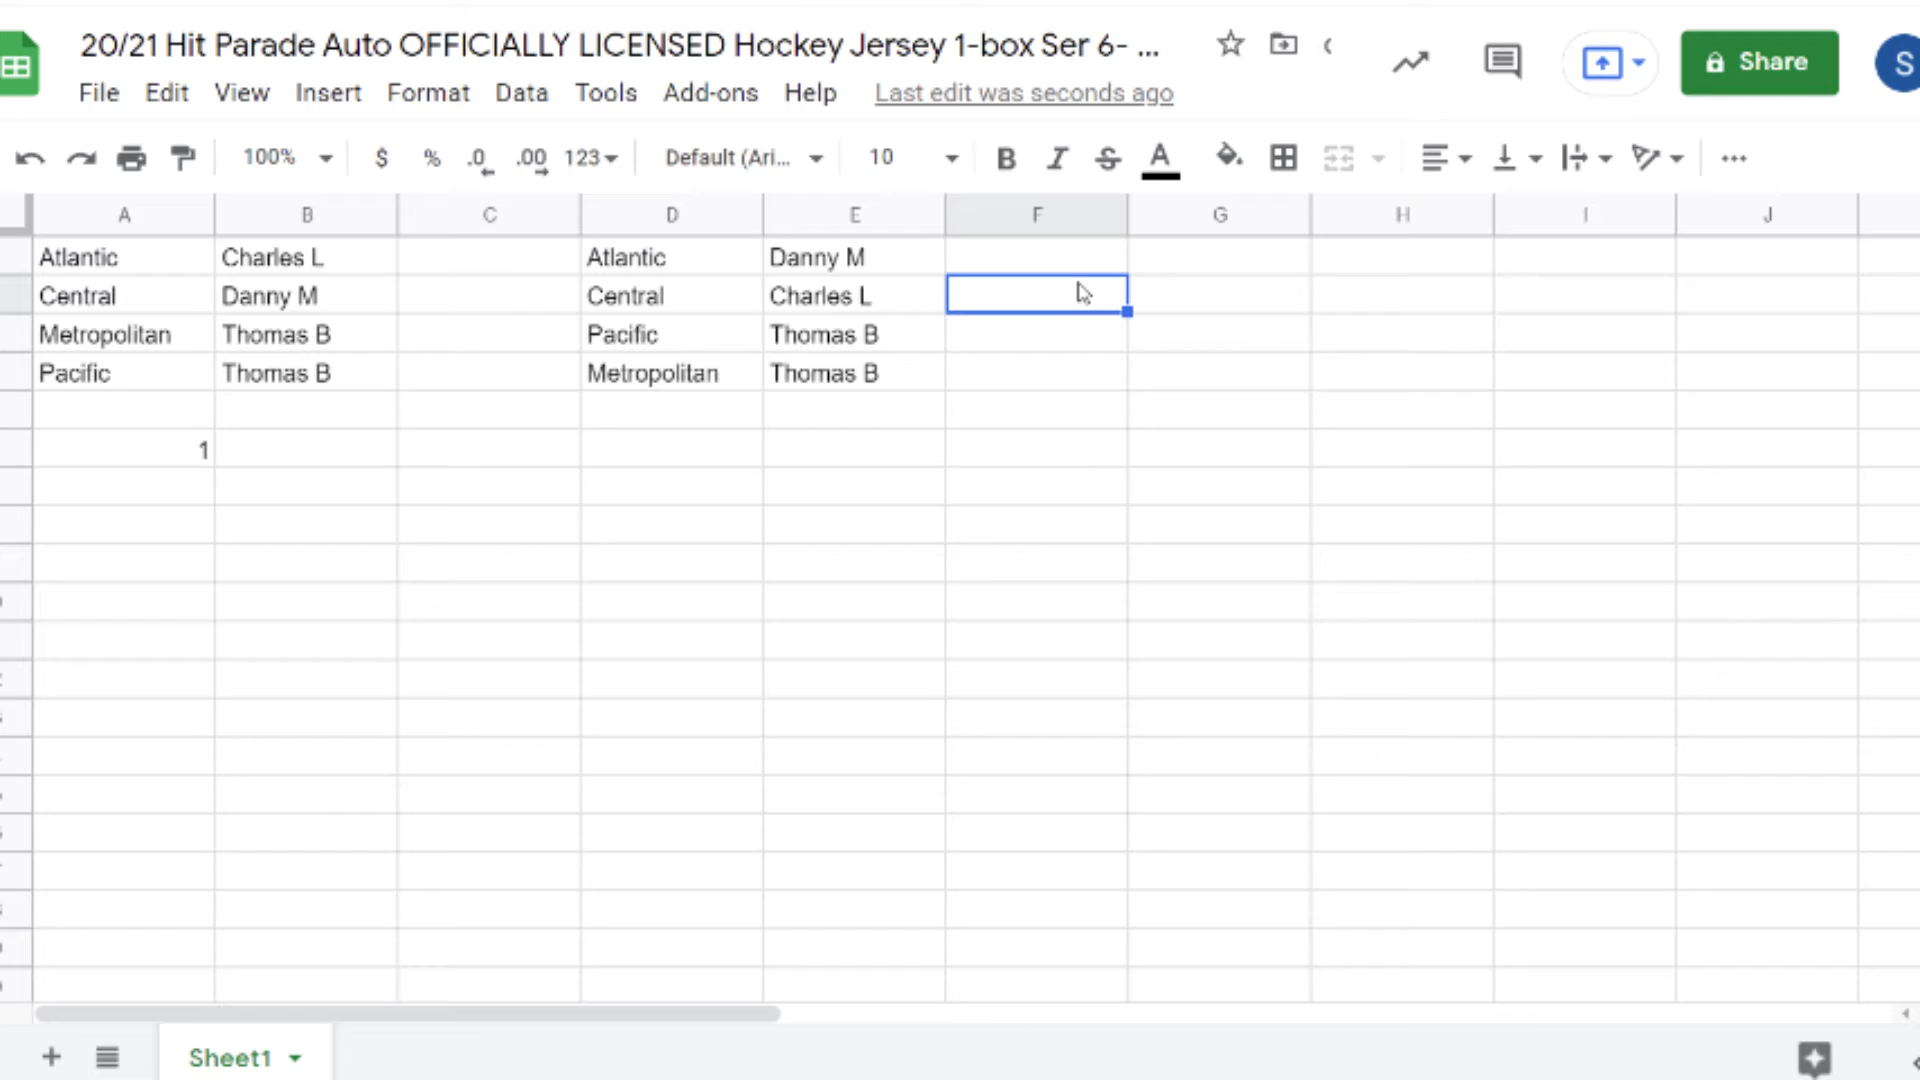 20/21 Hit Parade Auto OFFICIALLY LICENSED Hockey Jersey 1-box Ser 6- ...
File Edit View Insert Format Data Tools Add-ons Help Last edit was seconds ago
Share
S
100% $ % .0 .00 123 Default (Ari... 10 B I S A
A B C D E F G H I J
Atlantic Charles L Atlantic Danny M
Central Danny M Central Charles L
Metropolitan Thomas B Pacific Thomas B
Pacific Thomas B Metropolitan Thomas B
1
Sheet1